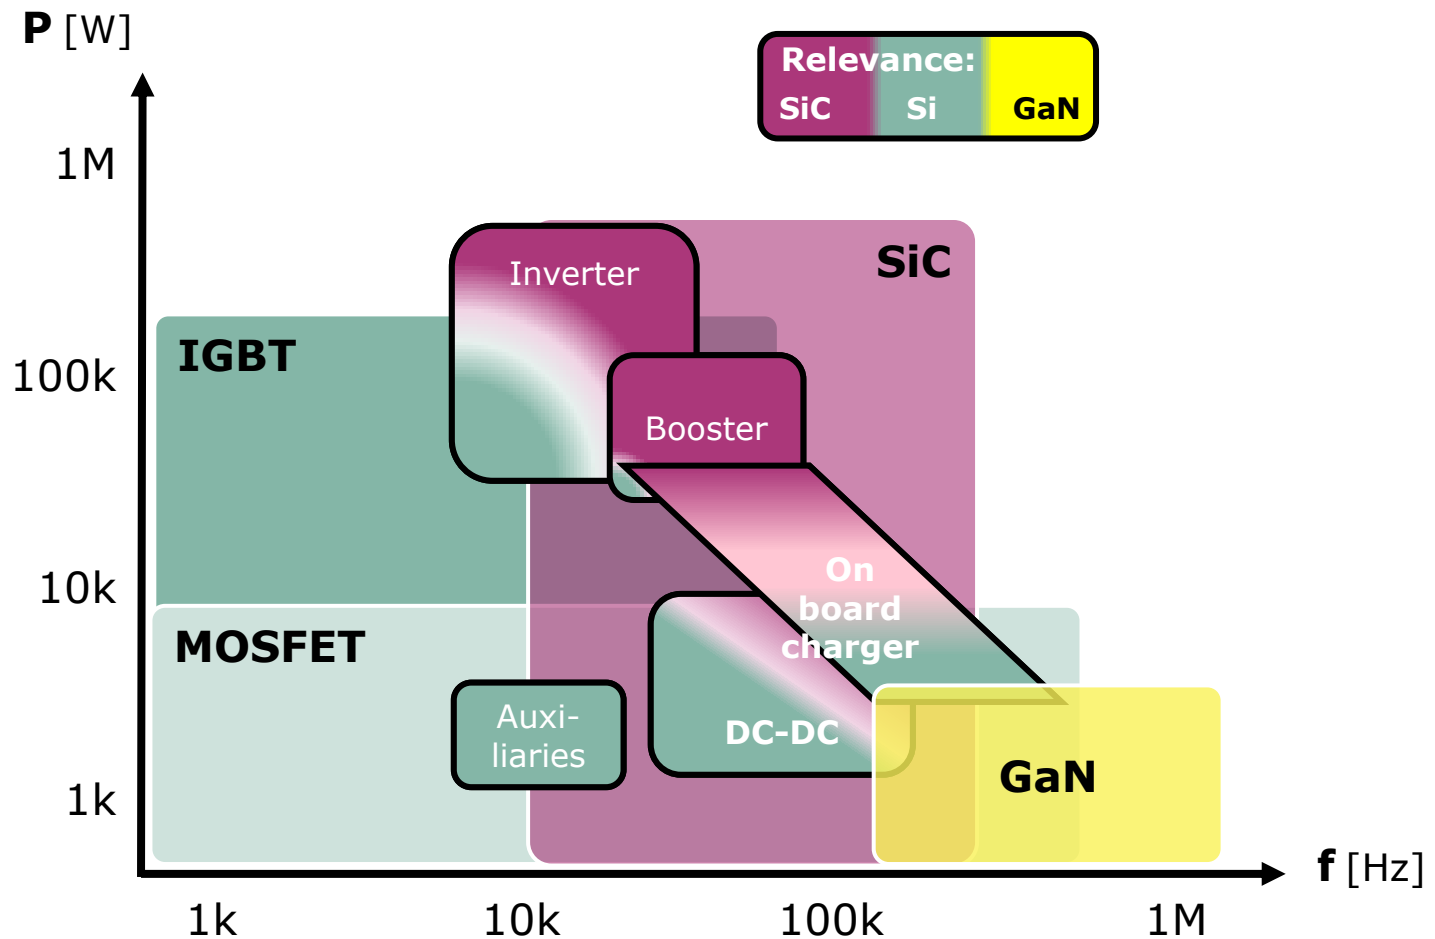 P [W]
Relevance:
SiC Si GaN
1M
SiC
Inverter
IGBT
100k
Booster
On
board
charger
10k
MOSFET
Auxi-
liaries
DC-DC
GaN
1k
f [Hz]
1k 10k 100k 1M